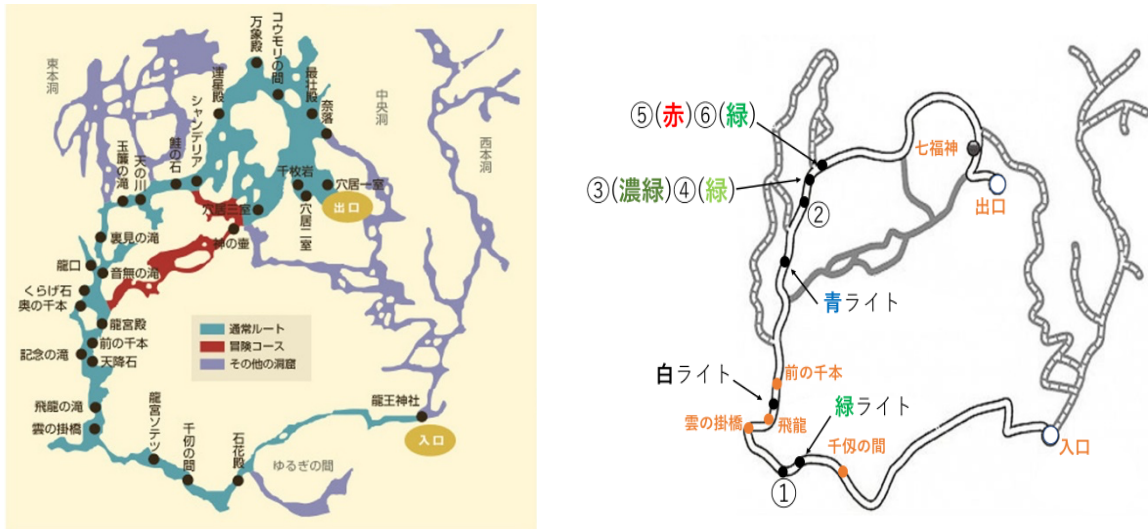 万象殿
コウモリの間
連星殿
最壮殿
奈落
東本洞
中央洞
西本洞
シャンデリア
鮭の石
天の川
玉簾の滝
千枚岩
穴居一室
出口
穴居二室
穴居三室
神の壷
裏見の滝
龍口
音無の滝
くらげ石
奥の千本
龍宮殿
前の千本
記念の滝
天降石
通常ルート
冒険コース
その他の洞窟
飛龍の滝
雲の掛橋
龍宮ソテツ
千仞の間
石花殿
龍王神社
入口
ゆるぎの間
⑤(赤)⑥(緑)
③(濃緑)④(緑)
②
七福神
出口
青ライト
白ライト
前の千本
雲の掛橋
飛龍
緑ライト
千仭の間
①
入口